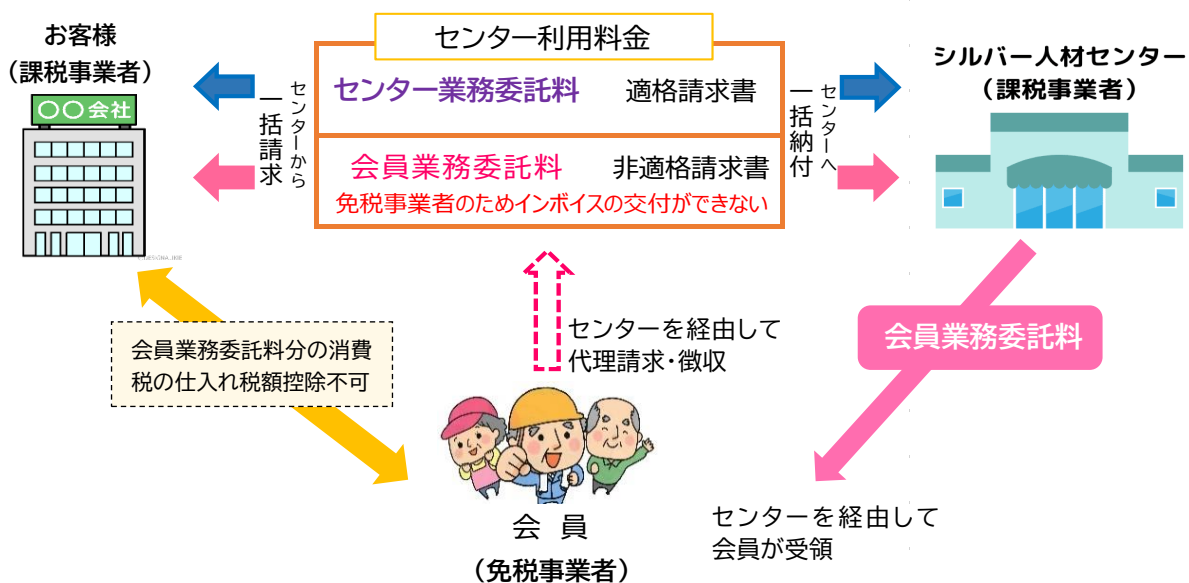 お客様
（課税事業者）
〇〇会社
センターから
一括請求
センター利用料金
センター業務委託料　適格請求書
会員業務委託料　非適格請求書
免税事業者のためインボイスの交付ができない
センターへ
一括納付
シルバー人材センター
（課税事業者）
会員業務委託料分の消費
税の仕入れ税額控除不可
センターを経由して
代理請求・徴収
会員業務委託料
会 員
（免税事業者）
センターを経由して
会員が受領